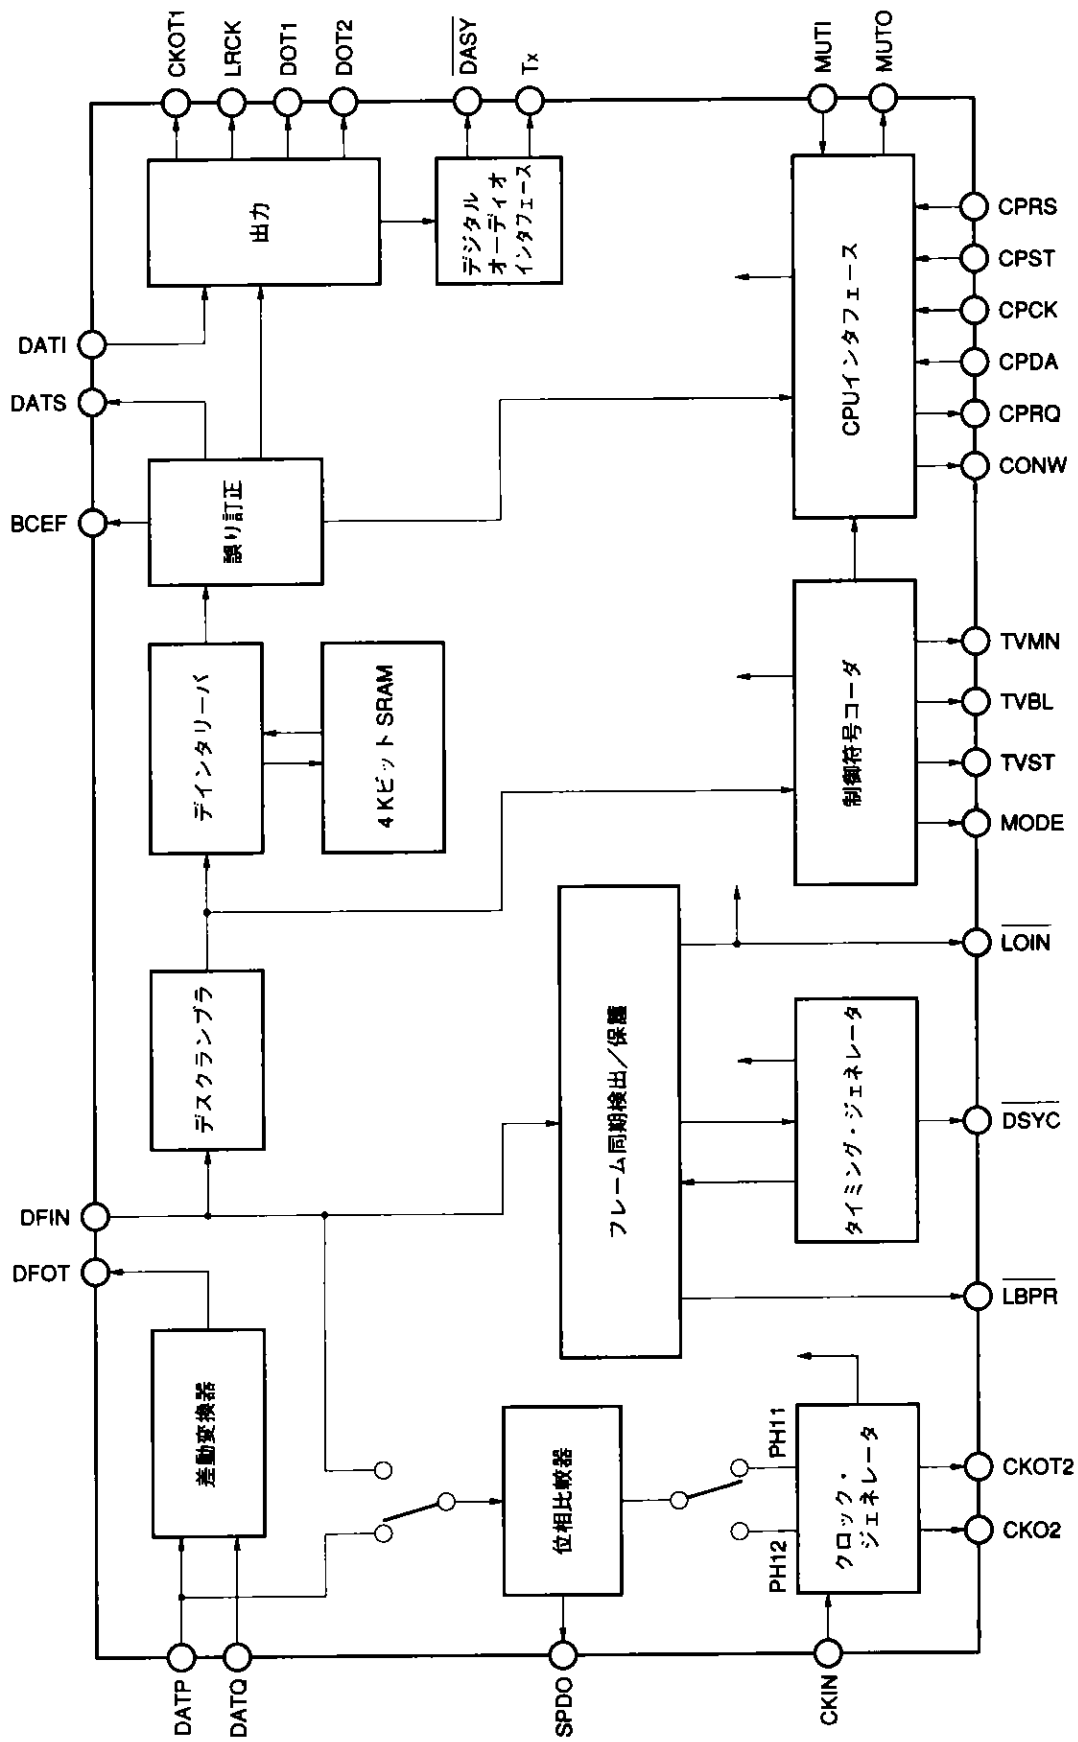 CKOT1
LRCK
DOT1
DOT2
DASY
Tx
MUTI
MUTO
出力
デジタル
オーディオ
インタフェース
CPUインタフェース
CPRS
CPST
CPCK
CPDA
CPRQ
CONW
DATI
DATS
BCEF
誤り訂正
デインタリーバ
4KビットSRAM
制御符号コーダ
TVMN
TVBL
TVST
MODE
デスクランブラ
フレーム同期検出/保護
タイミング・ジェネレータ
LOIN
DSYC
LBPR
DFIN
DFOT
差動変換器
位相比較器
PH11
PH12
クロック・
ジェネレータ
CKOT2
CKO2
DATP
DATQ
SPDO
CKIN